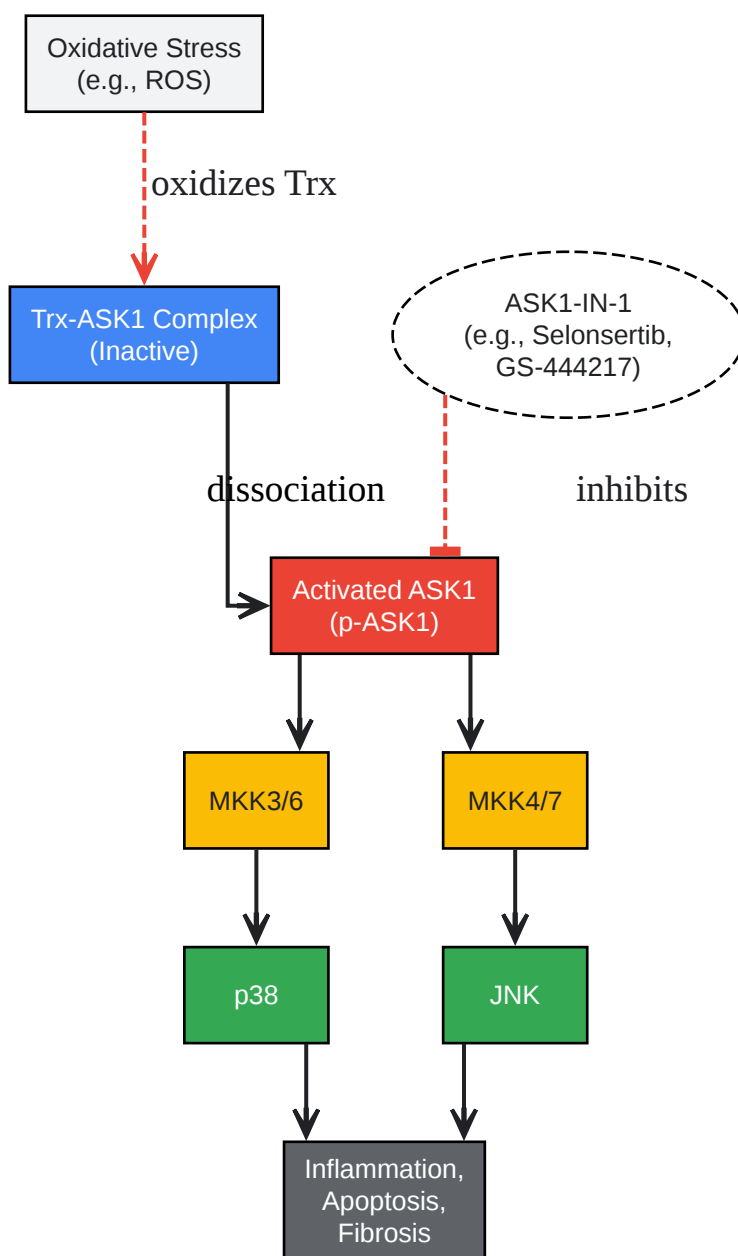 Oxidative Stress
(e.g., ROS)
oxidizes Trx
Trx-ASK1 Complex
(Inactive)
ASK1-IN-1
(e.g., Selonsertib,
GS-444217)
dissociation
inhibits
Activated ASK1
(p-ASK1)
MKK3/6
MKK4/7
p38
JNK
Inflammation,
Apoptosis,
Fibrosis